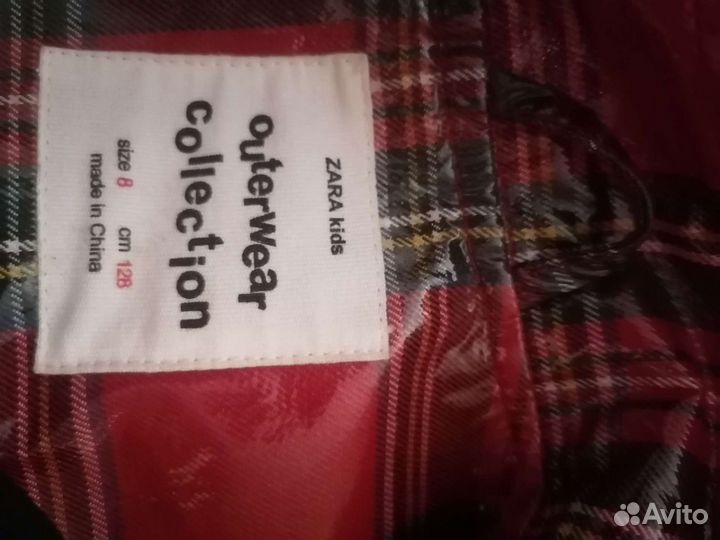 ZARA kids
outerwear
collection
size 8 cm 128
made in China
Avito